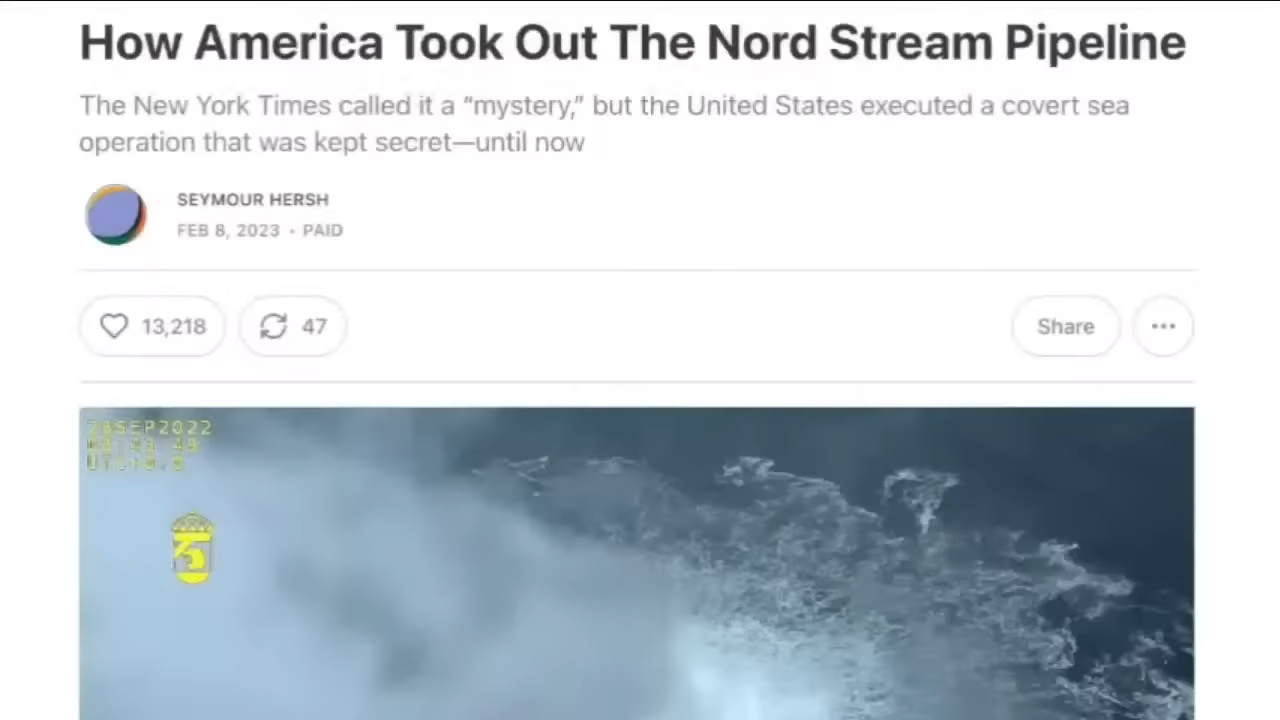 How America Took Out The Nord Stream Pipeline
The New York Times called it a “mystery,” but the United States executed a covert sea
operation that was kept secret—until now
SEYMOUR HERSH
FEB 8, 2023 · PAID
13,218
47
Share
SEP2022